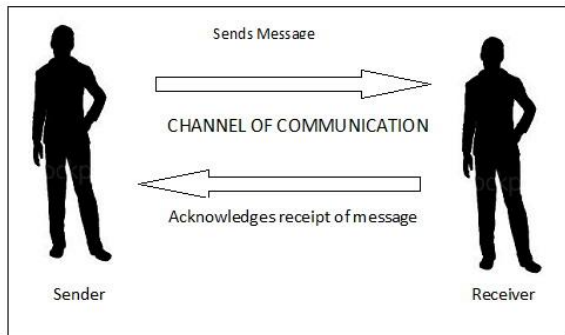 Sends Message
CHANNEL OF COMMUNICATION
Acknowledges receipt of message
Sender
Receiver